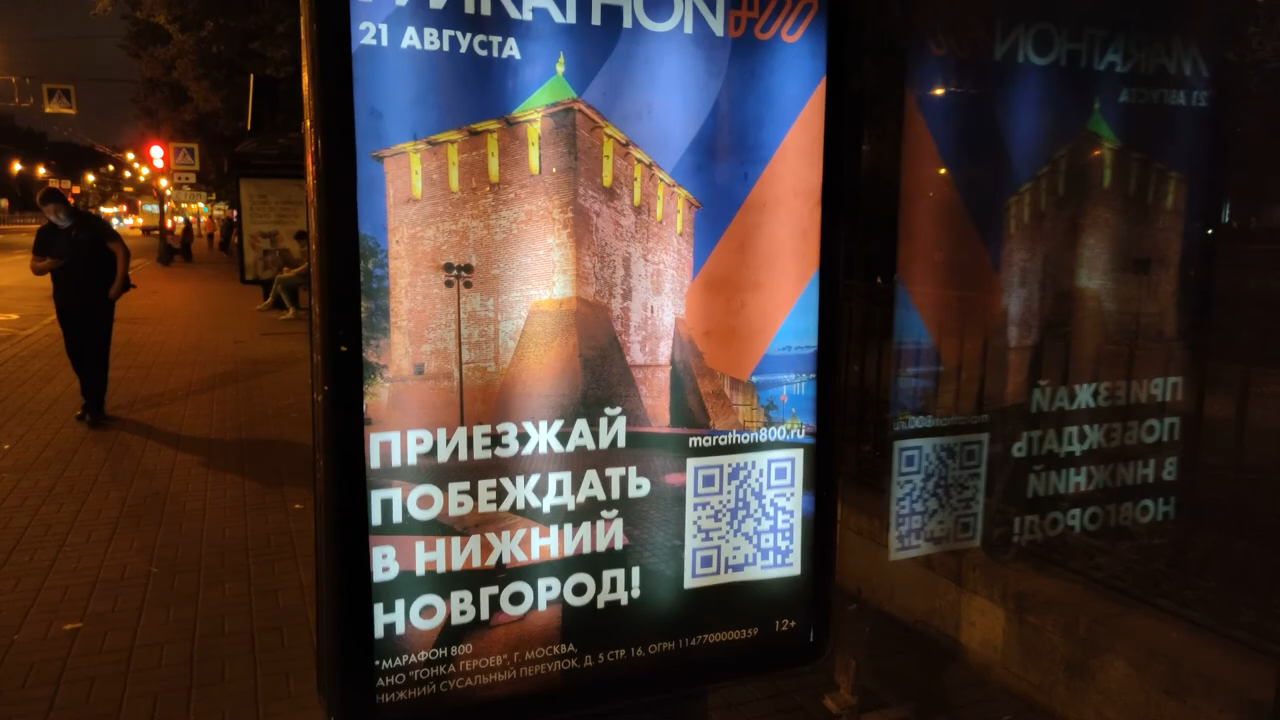 MARATHON800
21 АВГУСТА
ПРИЕЗЖАЙ
ПОБЕЖДАТЬ
В НИЖНИЙ
НОВГОРОД!
marathon800.ru
12+
*МАРАФОН 800
АНО "ГОНКА ГЕРОЕВ", Г. МОСКВА,
НИЖНИЙ СУСАЛЬНЫЙ ПЕРЕУЛОК, Д. 5 СТР. 16, ОГРН 1147700000359